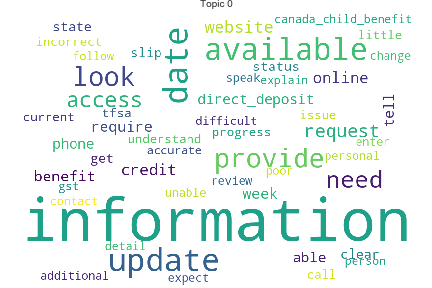 Topic 0
state
canada_child_benefit
incorrect
website
little
follow
slip
date
available
change
look
status
speak
explain
online
access
direct_deposit
tell
tfsa
current
require
difficult
issue
progress
request
phone
understand
enter
accurate
get
provide
personal
need
benefit
credit
unable
poor
gst
review
week
contact
information
detail
update
able
clear
person
additional
expect
call